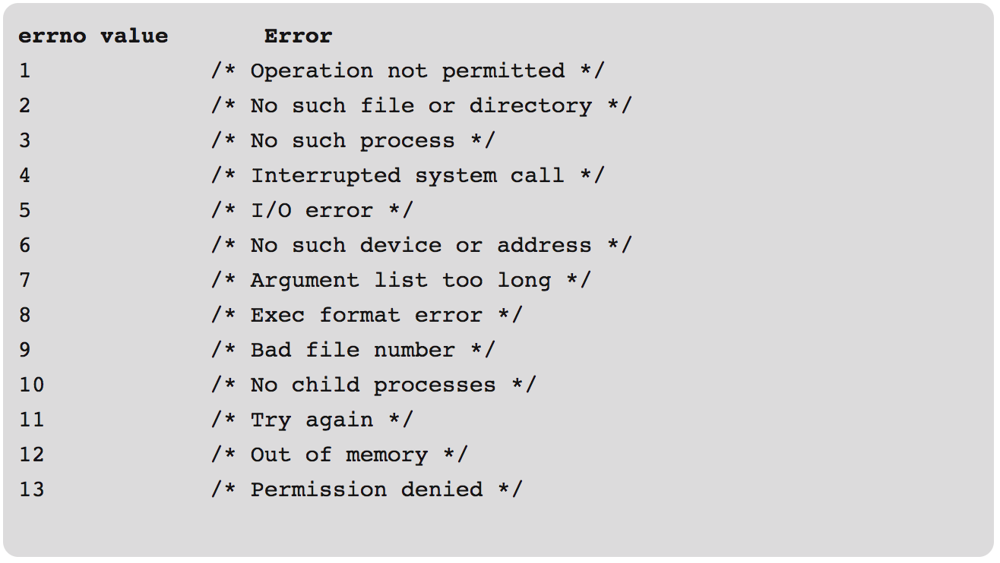 errno value Error
1 /* Operation not permitted */
2 /* No such file or directory */
3 /* No such process */
4 /* Interrupted system call */
5 /* I/O error */
6 /* No such device or address */
7 /* Argument list too long */
8 /* Exec format error */
9 /* Bad file number */
10 /* No child processes */
11 /* Try again */
12 /* Out of memory */
13 /* Permission denied */